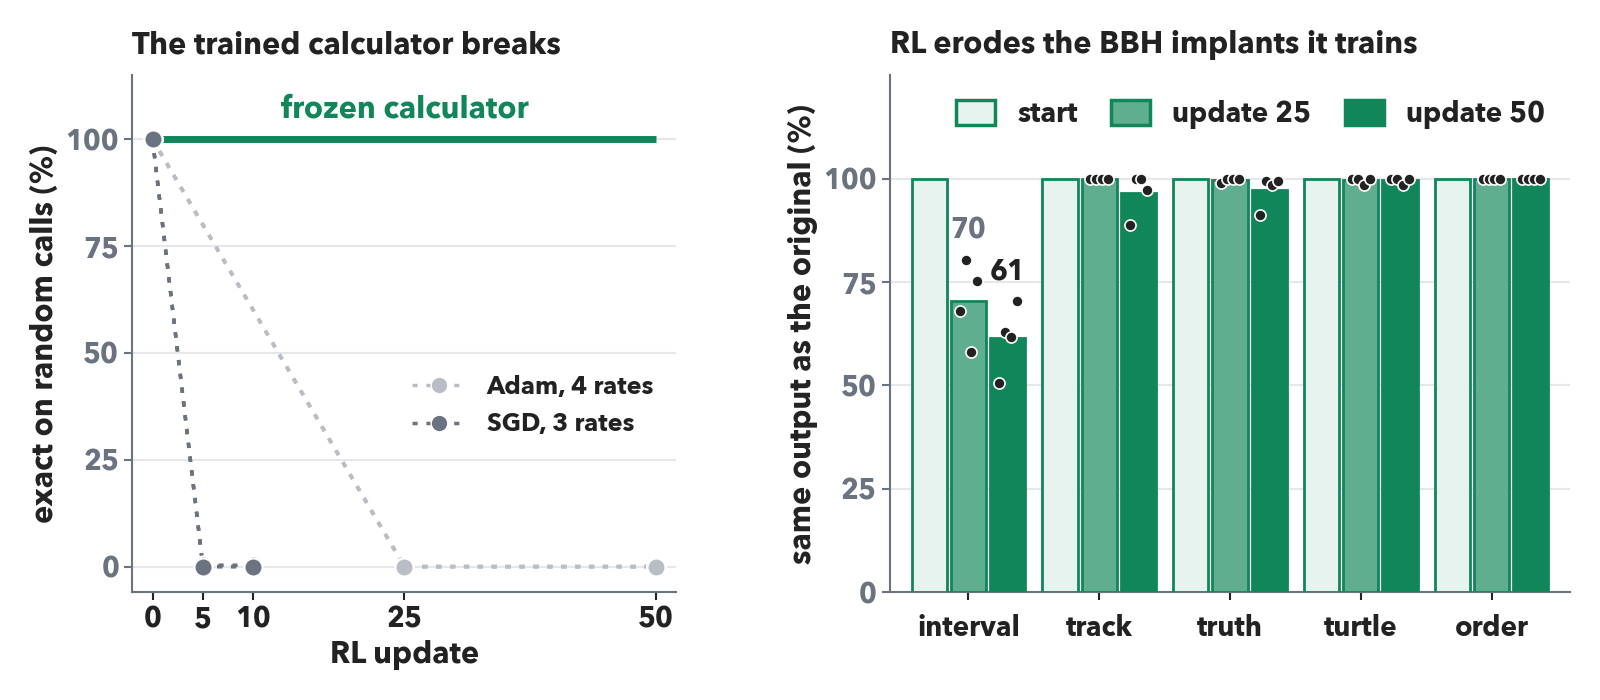 The trained calculator breaks
frozen calculator
exact on random calls (%)
100
75
50
25
0
Adam, 4 rates
SGD, 3 rates
0 5 10 25 50
RL update
RL erodes the BBH implants it trains
start update 25 update 50
same output as the original (%)
100
75
50
25
0
70
61
interval track truth turtle order